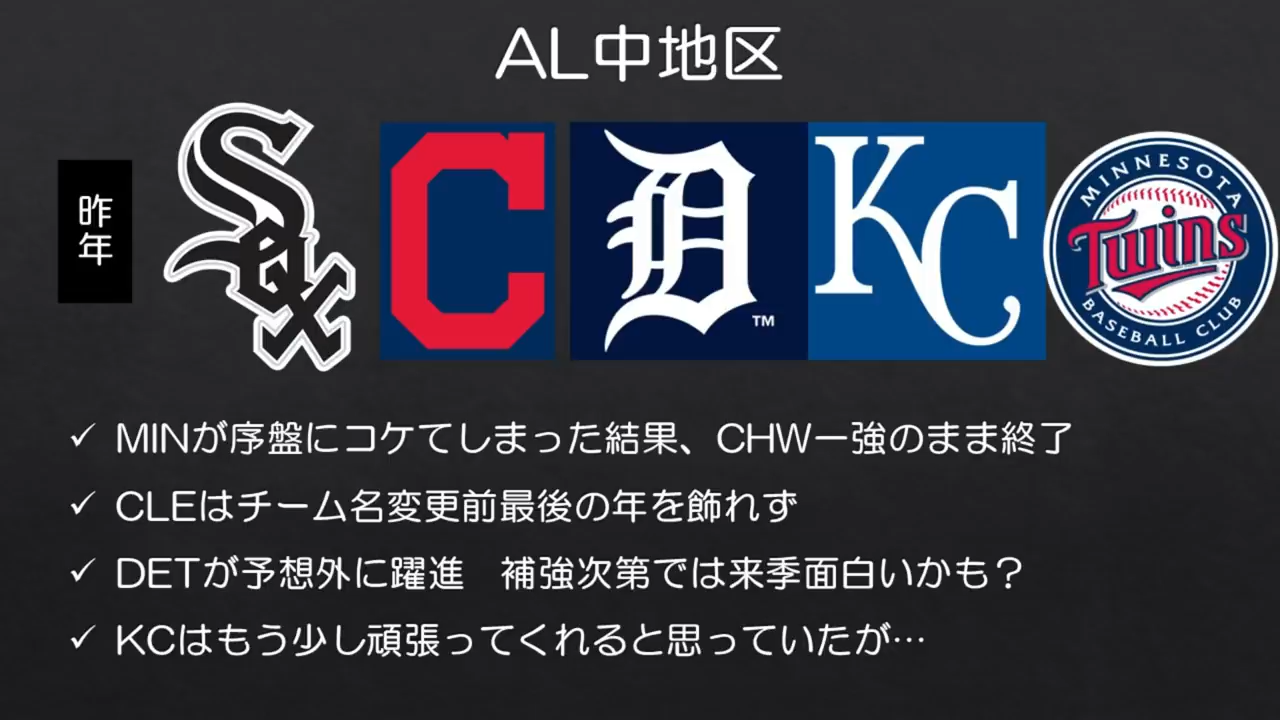 AL中地区
昨年
Sox
C
D
TM
KC
MINNESOTA
Twins
BASEBALL CLUB
✓ MINが序盤にコケてしまった結果、CHW一強のまま終了
✓ CLEはチーム名変更前最後の年を飾れず
✓ DETが予想外に躍進　補強次第では来季面白いかも？
✓ KCはもう少し頑張ってくれると思っていたが…